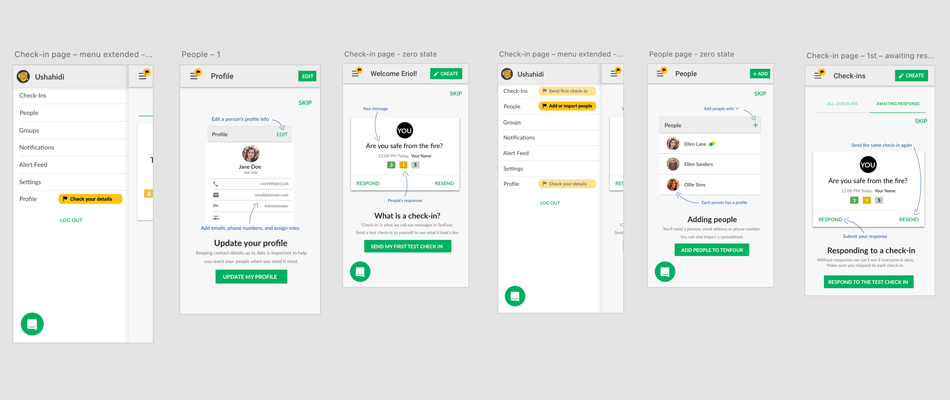 Check-in page – menu extended -...
Ushahidi
Check-Ins
People
Groups
Notifications
Alert Feed
Settings
Profile
Check your details
LOG OUT
People – 1
Profile
EDIT
SKIP
Edit a person's profile info
Profile
EDIT
Jane Doe
Job title
+447990001234
email@domain.com
Administrator
Add emails, phone numbers, and assign roles
Update your profile
Keeping contact details up to date is important to
help you reach your people when you need it most.
UPDATE MY PROFILE
Check-in page - zero state
Welcome Eriol!
CREATE
SKIP
Your message
YOU
Are you safe from the fire?
12:08 PM Today, Your Name
3
1
5
RESPOND
RESEND
People's responses
What is a check-in?
'Check-in' is what we call our messages in TenFour.
Send a test check-in to yourself to see what it looks like.
SEND MY FIRST TEST CHECK IN
Check-in page – menu extended -...
Ushahidi
Check-Ins
Send first check-in
People
Add or import people
Groups
Notifications
Alert Feed
Settings
Profile
Check your details
LOG OUT
People page - zero state
People
+ ADD
SKIP
Add people with
People
+
Ellen Lane
Ellen Sanders
Ollie Sims
Each person has a profile
Adding people
You'll need a persons email address or phone number.
You can also import a spreadsheet.
ADD PEOPLE TO TENFOUR
Check-in page – 1st – awaiting res...
Check-ins
CREATE
ALL CHECK-INS
AWAITING RESPONSE
SKIP
Send the same check-in again
YOU
Are you safe from the fire?
12:08 PM Today, Your Name
3
1
5
RESPOND
RESEND
Submit your response
Responding to a check-in
Without responses we can't see if everyone is okay.
Make sure you respond to each check-in.
RESPOND TO THE TEST CHECK IN